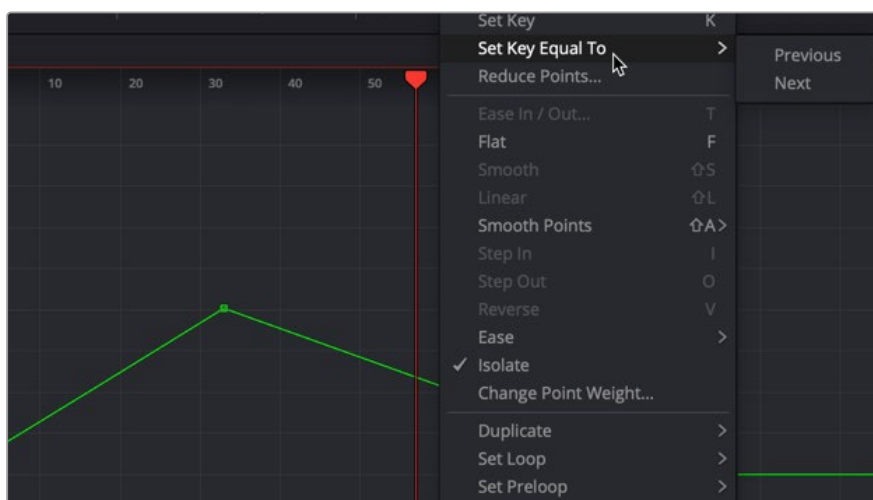 10 20 30 40 50
Set Key K
Set Key Equal To >
Previous
Next
Reduce Points...
Ease In / Out... T
Flat F
Smooth ⇧S
Linear ⇧L
Smooth Points ⇧A>
Step In I
Step Out O
Reverse V
Ease >
✓ Isolate
Change Point Weight...
Duplicate >
Set Loop >
Set Preloop >